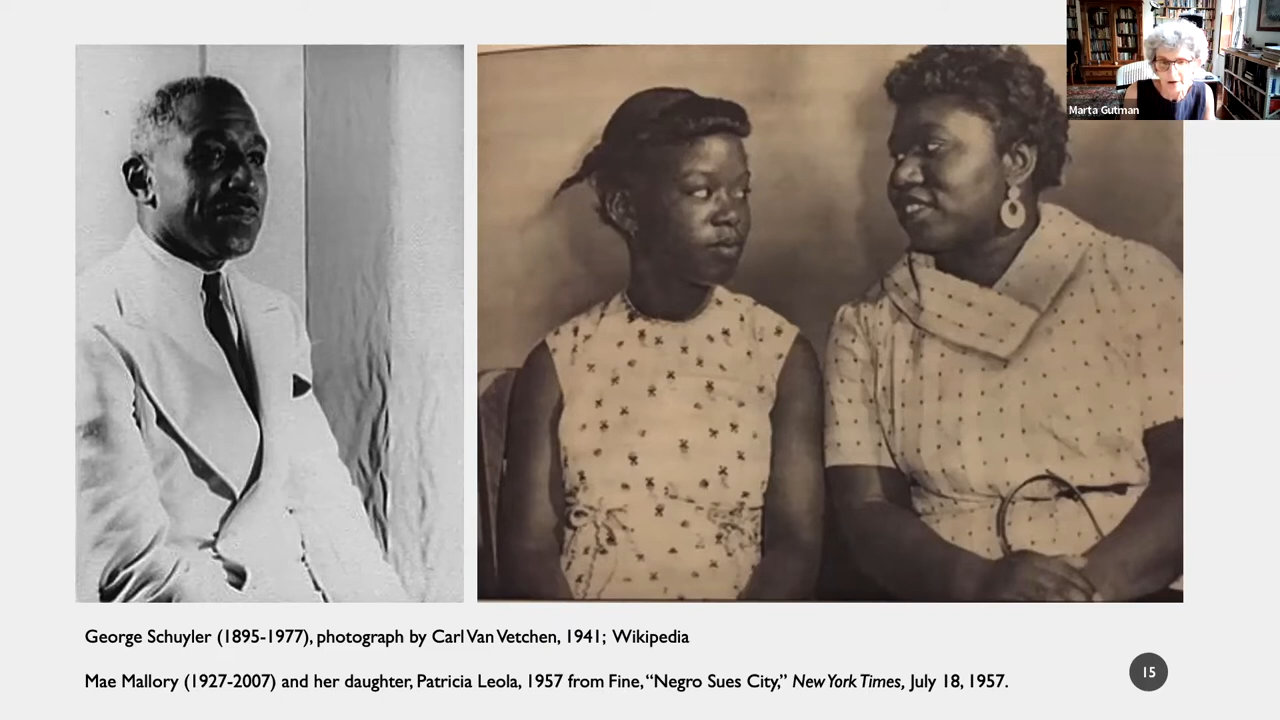 Marta Gutman
George Schuyler (1895-1977), photograph by Carl Van Vetchen, 1941; Wikipedia
Mae Mallory (1927-2007) and her daughter, Patricia Leola, 1957 from Fine, “Negro Sues City,” New York Times, July 18, 1957.
15